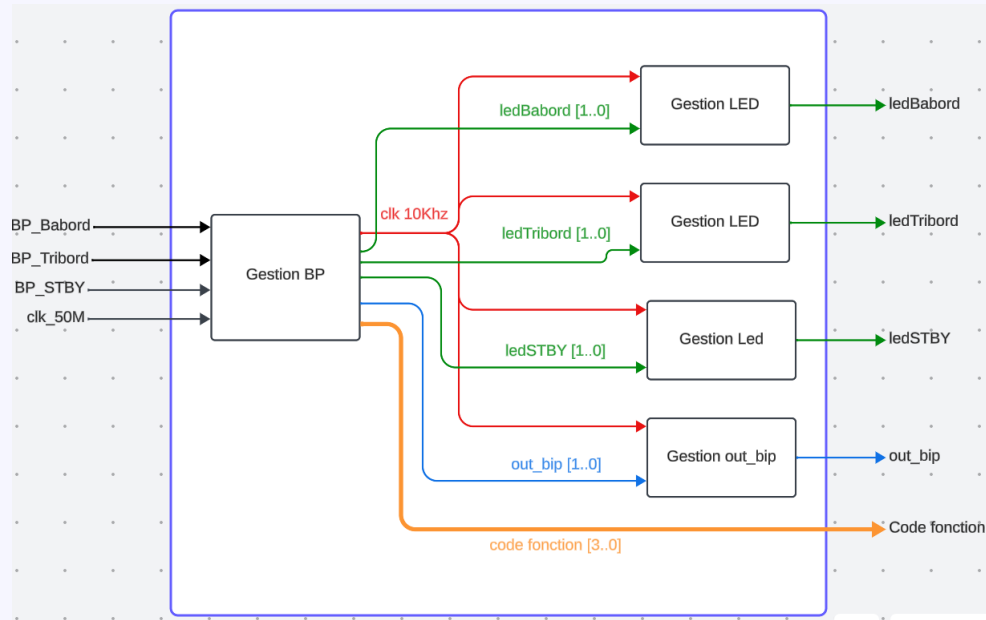 Gestion LED
ledBabord
ledBabord [1..0]
clk 10Khz
Gestion LED
ledTribord
ledTribord [1..0]
BP_Babord
BP_Tribord
BP_STBY
clk_50M
Gestion BP
Gestion Led
ledSTBY
ledSTBY [1..0]
Gestion out_bip
out_bip
out_bip [1..0]
Code fonction
code fonction [3..0]